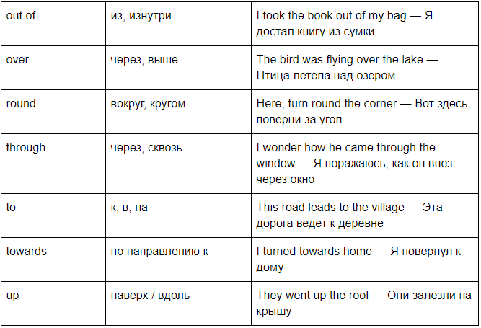 out of из, изнутри I took the book out of my bag — Я
достал книгу из сумки
over через, выше The bird was flying over the lake —
Птица летела над озером
round вокруг, кругом Here, turn round the corner — Вот здесь,
поверни за угол
through через, сквозь I wonder how he came through the
window — Я поражаюсь, как он влез
через окно
to к, в, на This road leads to the village — Эта
дорога ведет к деревне
towards по направлению к I turned towards home — Я повернул к
дому
up наверх / вдоль They went up the roof — Они залезли на
крышу